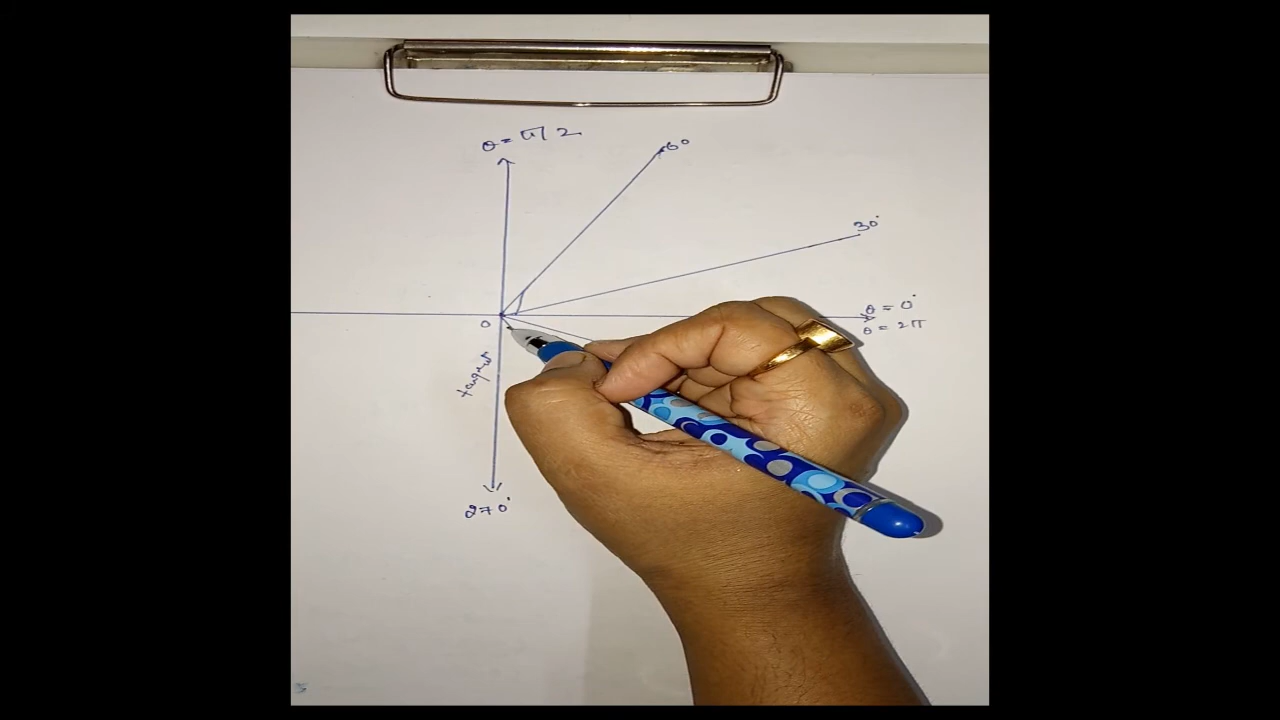 θ = π/2
60
30°
θ = 0°
θ = 2π
0
tangent
270°